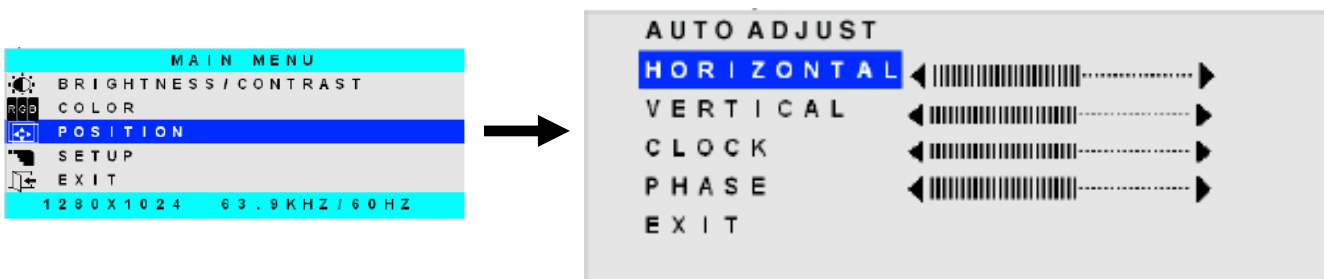 MAIN MENU
BRIGHTNESS/CONTRAST
RGB COLOR
POSITION
SETUP
EXIT
1280X1024 63.9KHZ/60HZ
AUTO ADJUST
HORIZONTAL
VERTICAL
CLOCK
PHASE
EXIT